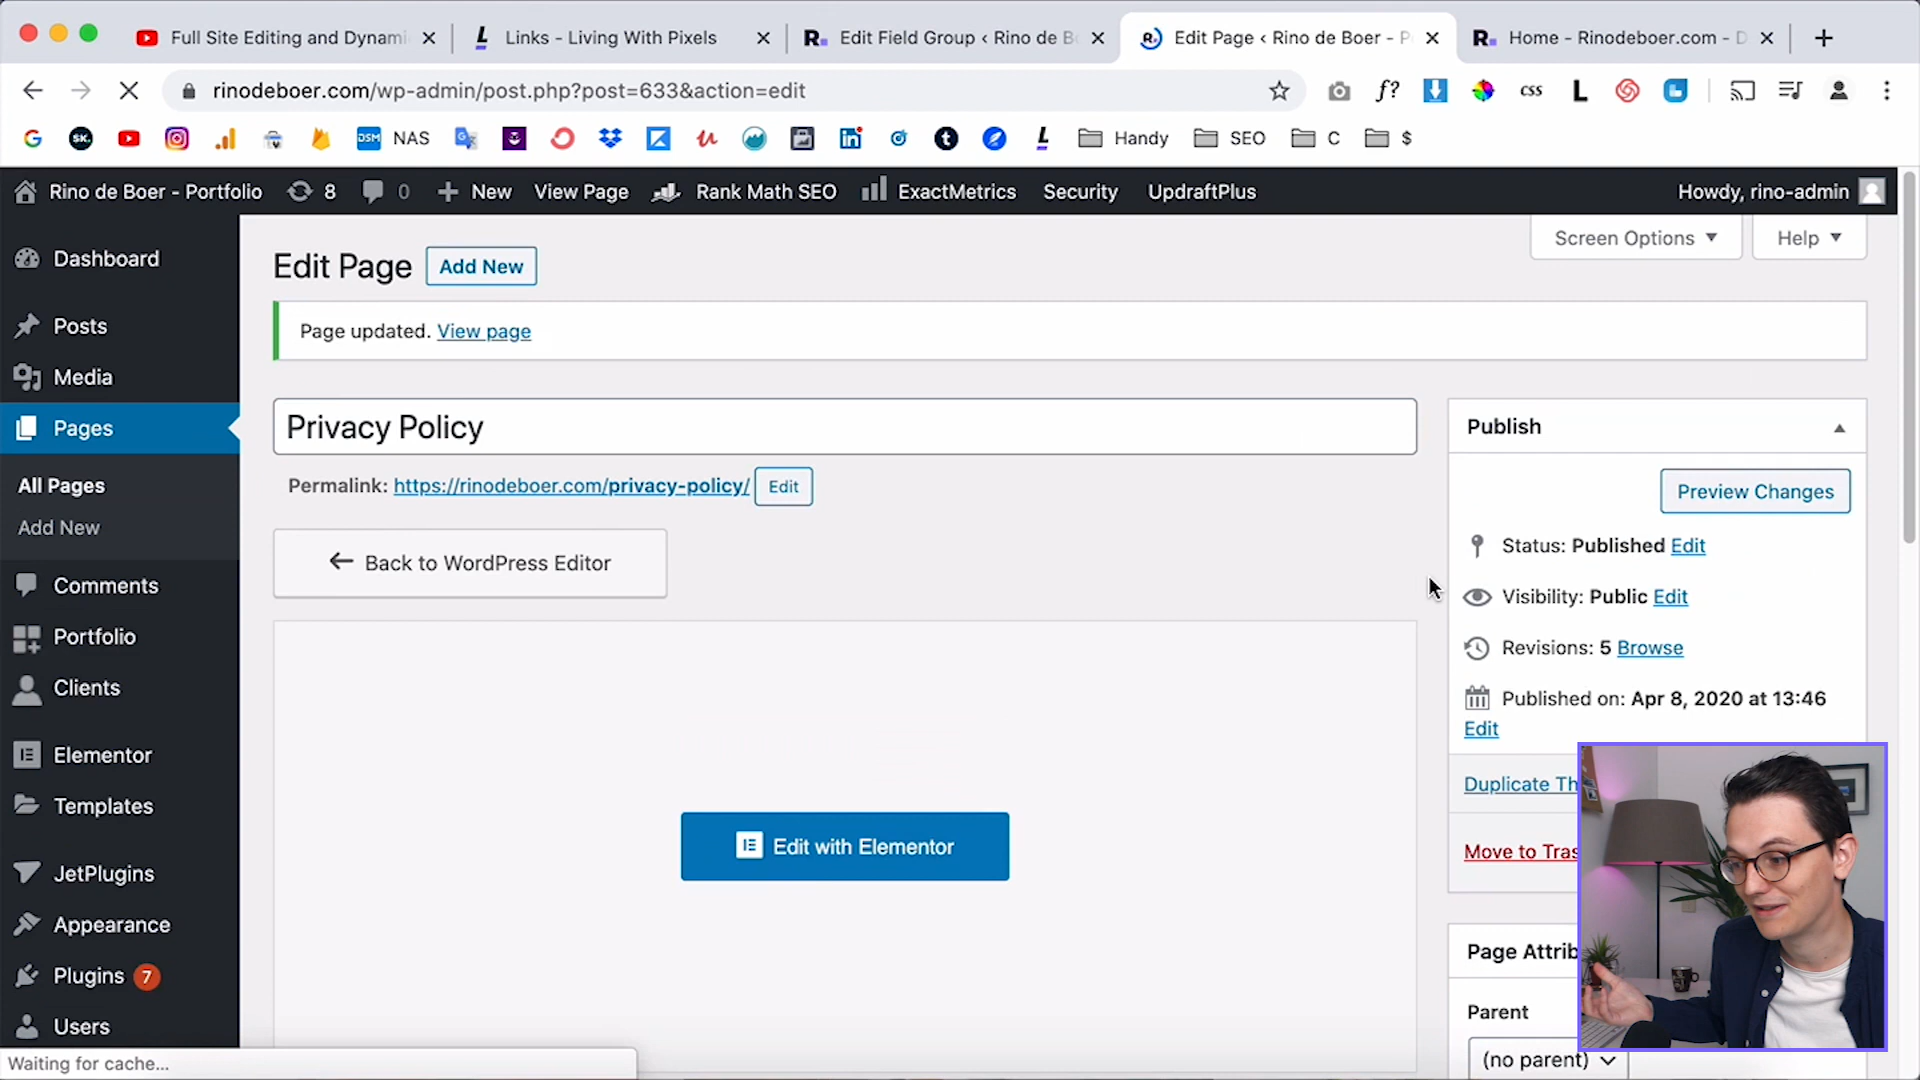 Full Site Editing and Dynami
Links - Living With Pixels
Edit Field Group ‹ Rino de B
Edit Page ‹ Rino de Boer - P
Home - Rinodeboer.com - D
rinodeboer.com/wp-admin/post.php?post=633&action=edit
f?
css
L
SK.
DSM NAS
Handy
SEO
C
$
Rino de Boer - Portfolio
8
0
New
View Page
Rank Math SEO
ExactMetrics
Security
UpdraftPlus
Howdy, rino-admin
Screen Options
Help
Dashboard
Posts
Media
Pages
All Pages
Add New
Comments
Portfolio
Clients
Elementor
Templates
JetPlugins
Appearance
Plugins 7
Users
Edit Page
Add New
Page updated. View page
Privacy Policy
Permalink: https://rinodeboer.com/privacy-policy/ Edit
Back to WordPress Editor
Edit with Elementor
Publish
Preview Changes
Status: Published Edit
Visibility: Public Edit
Revisions: 5 Browse
Published on: Apr 8, 2020 at 13:46
Edit
Duplicate Th
Move to Tras
Page Attrib
Parent
(no parent)
Waiting for cache...